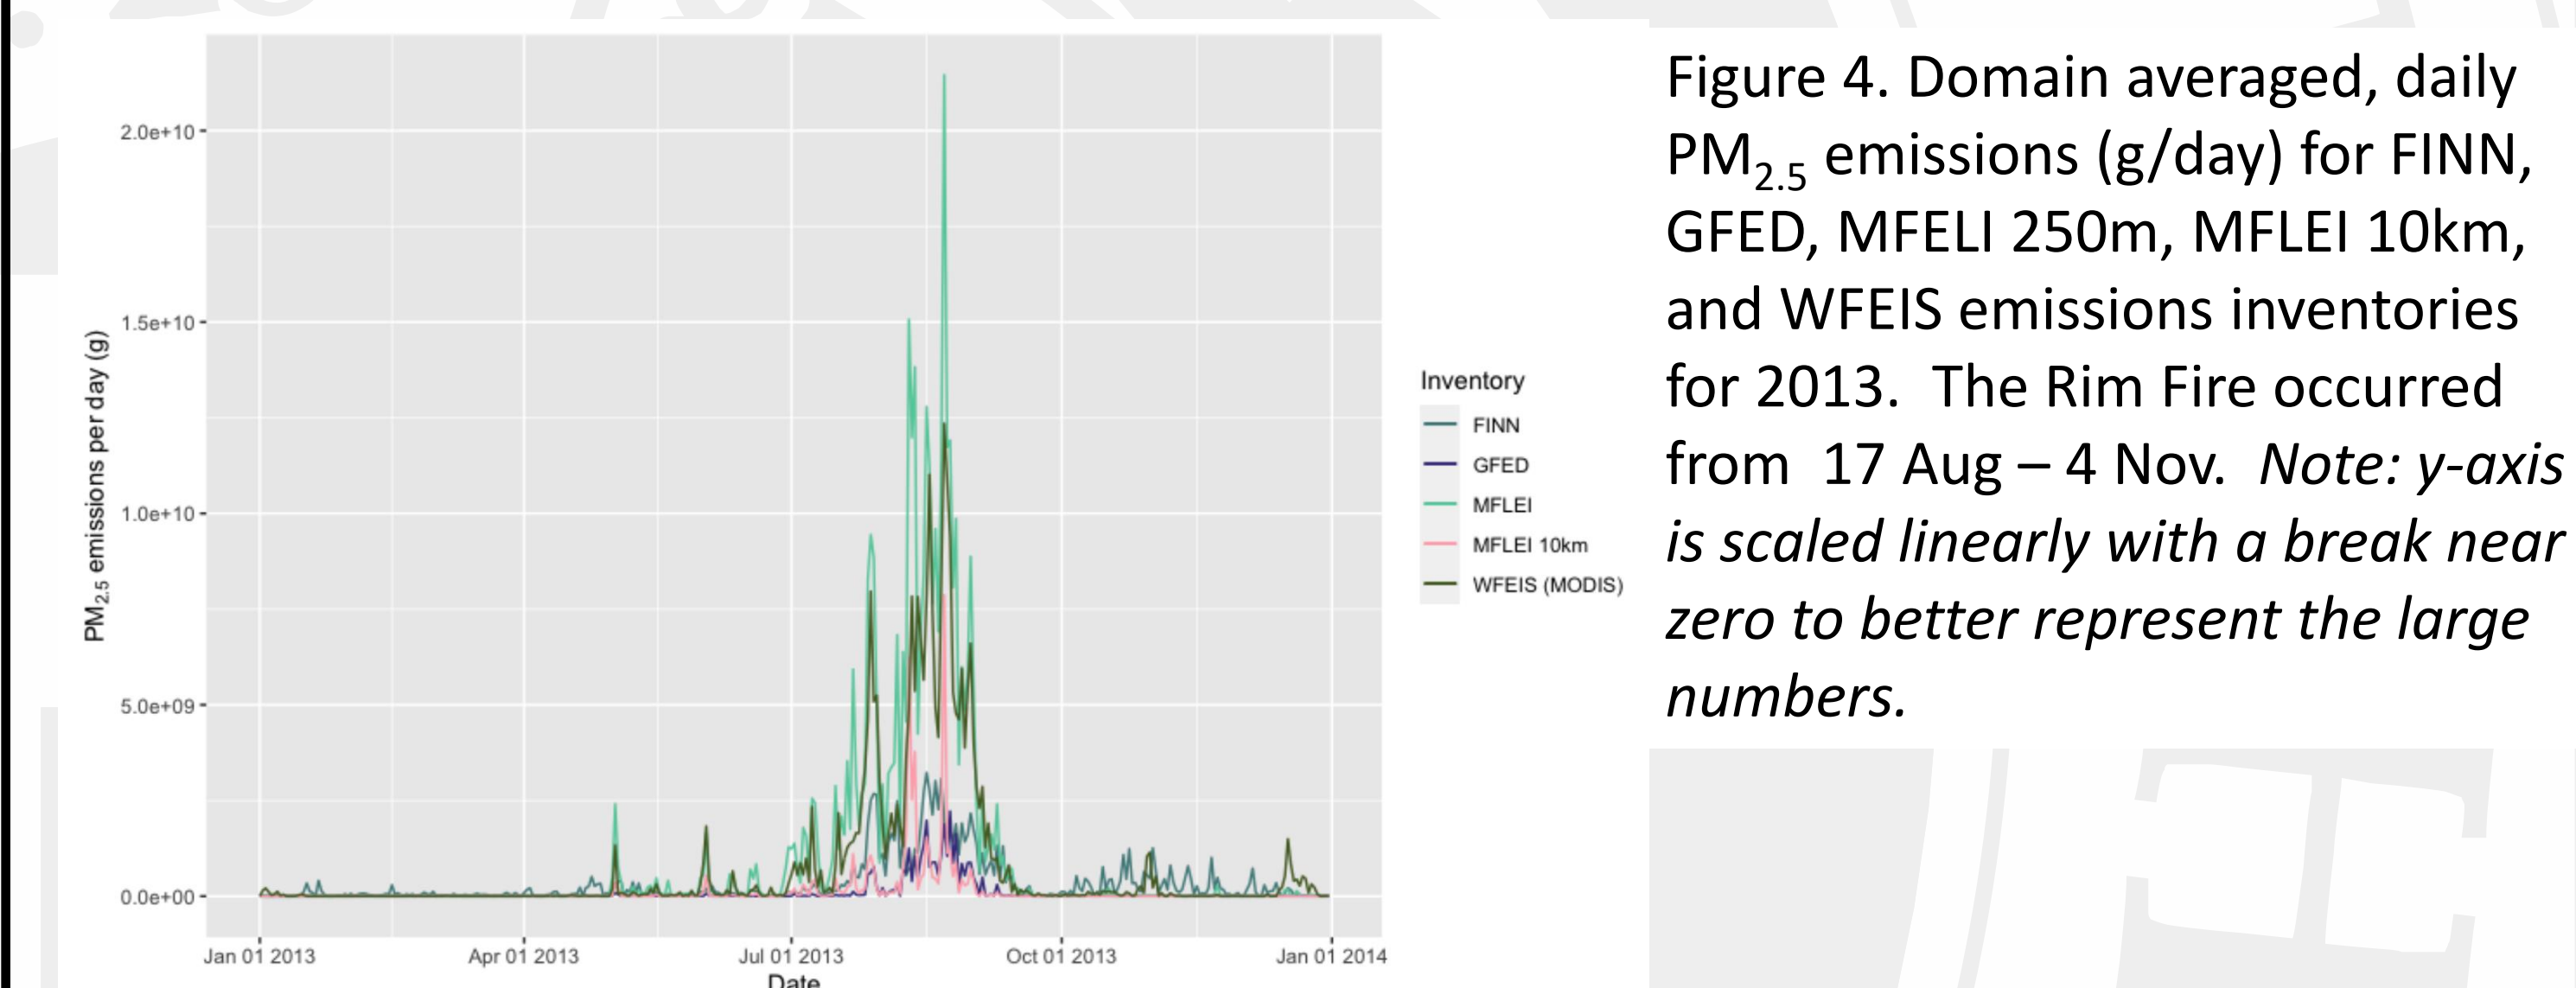 2.0e+10
1.5e+10
1.0e+10
5.0e+09
0.0e+00
PM2.5 emissions per day (g)
Jan 01 2013
Apr 01 2013
Jul 01 2013
Oct 01 2013
Jan 01 2014
Date
Inventory
FINN
GFED
MFLEI
MFLEI 10km
WFEIS (MODIS)
Figure 4. Domain averaged, daily
PM2.5 emissions (g/day) for FINN,
GFED, MFELI 250m, MFLEI 10km,
and WFEIS emissions inventories
for 2013. The Rim Fire occurred
from 17 Aug – 4 Nov. Note: y-axis
is scaled linearly with a break near
zero to better represent the large
numbers.